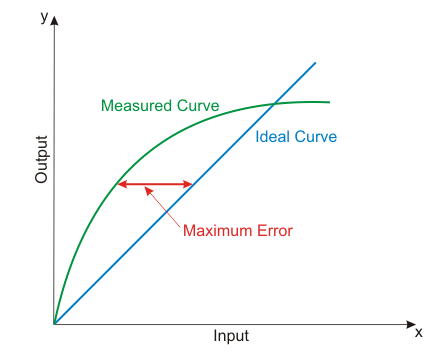 y
Measured Curve
Ideal Curve
Output
Maximum Error
x
Input